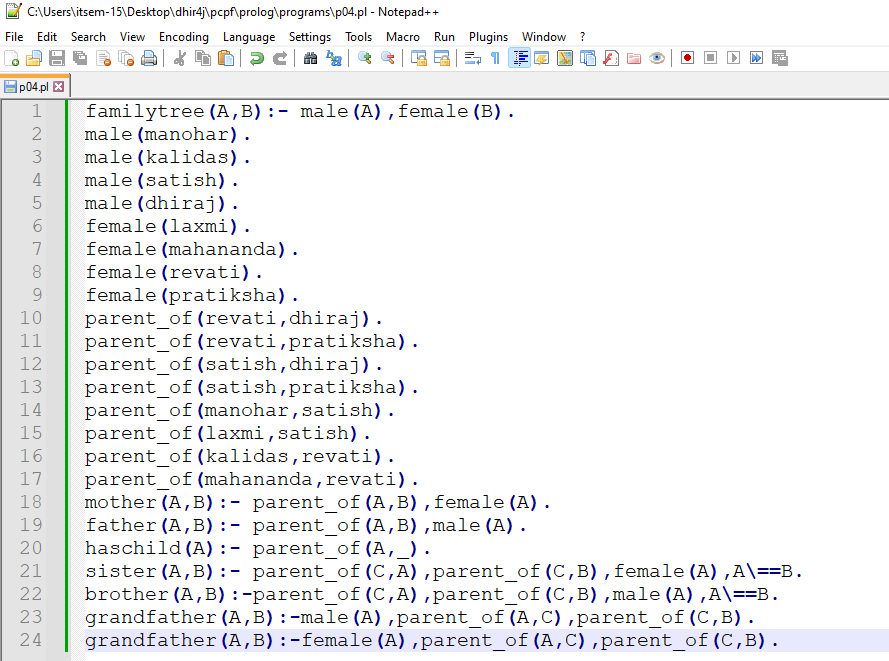 C:\Users\itsem-15\Desktop\dhir4j\pcpf\prolog\programs\p04.pl - Notepad++
File Edit Search View Encoding Language Settings Tools Macro Run Plugins Window ?
p04.pl
1 familytree(A,B):- male(A),female(B).
2 male(manohar).
3 male(kalidas).
4 male(satish).
5 male(dhiraj).
6 female(laxmi).
7 female(mahananda).
8 female(revati).
9 female(pratiksha).
10 parent_of(revati,dhiraj).
11 parent_of(revati,pratiksha).
12 parent_of(satish,dhiraj).
13 parent_of(satish,pratiksha).
14 parent_of(manohar,satish).
15 parent_of(laxmi,satish).
16 parent_of(kalidas,revati).
17 parent_of(mahananda,revati).
18 mother(A,B):- parent_of(A,B),female(A).
19 father(A,B):- parent_of(A,B),male(A).
20 haschild(A):- parent_of(A,_).
21 sister(A,B):- parent_of(C,A),parent_of(C,B),female(A),A\==B.
22 brother(A,B):-parent_of(C,A),parent_of(C,B),male(A),A\==B.
23 grandfather(A,B):-male(A),parent_of(A,C),parent_of(C,B).
24 grandfather(A,B):-female(A),parent_of(A,C),parent_of(C,B).